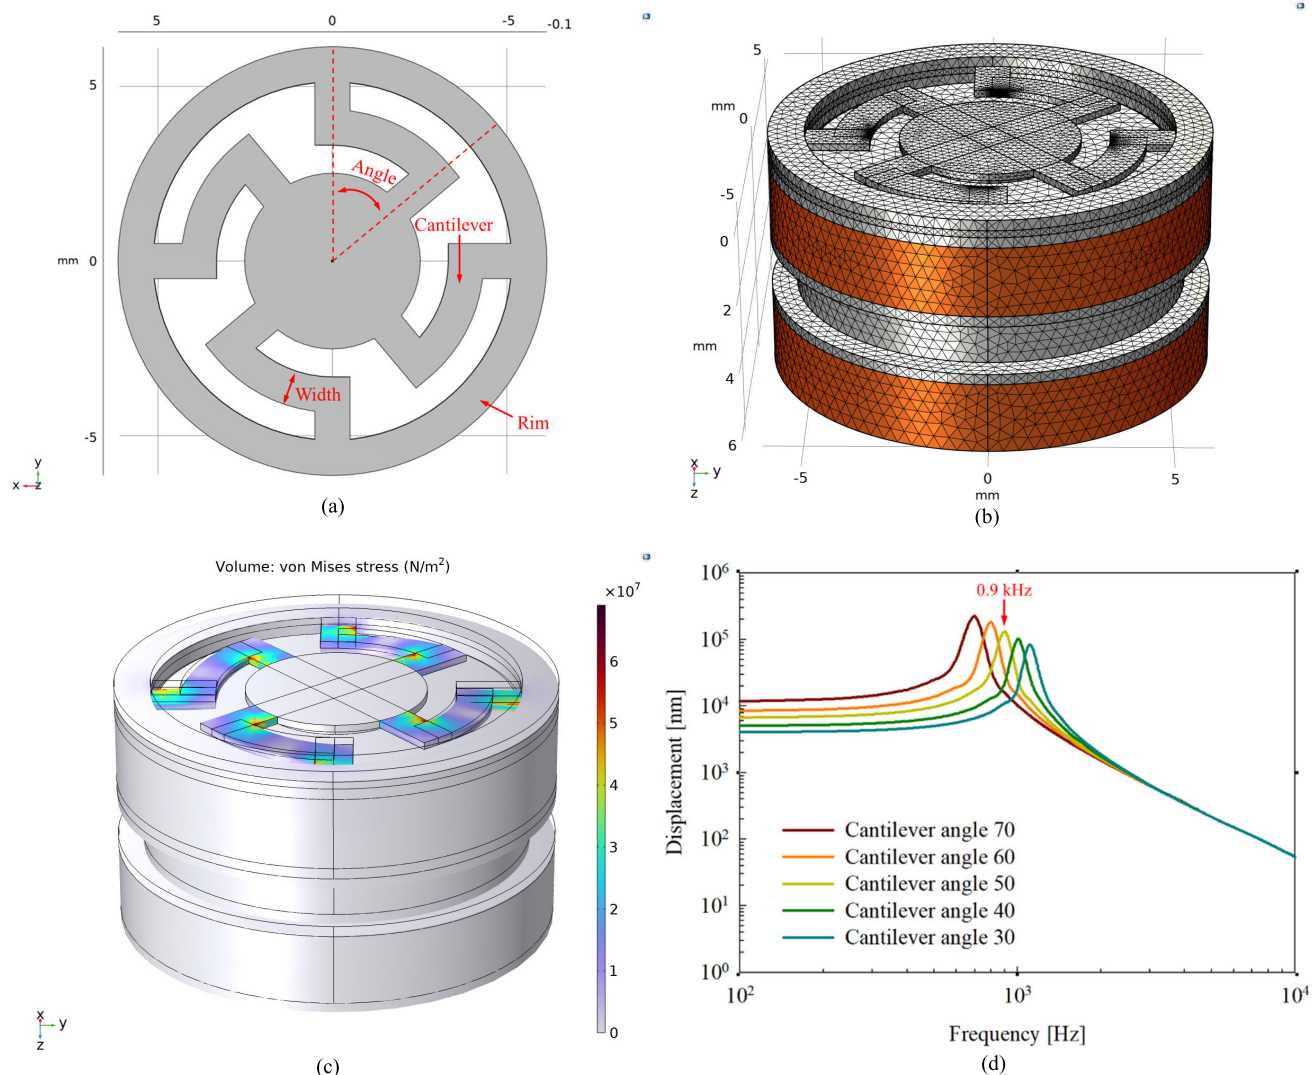 5 0 -5 -0.1
5
mm 0
-5
Angle
Cantilever
Width
Rim
y
x z
(a)
5
mm
0
-5
0
2
mm
4
6
-5 0 5
mm
x
y
z
(b)
Volume: von Mises stress (N/m²)
×10⁷
6
5
4
3
2
1
0
x
y
z
(c)
10⁶
10⁵
10⁴
10³
10²
10¹
10⁰
Displacement [nm]
0.9 kHz
Cantilever angle 70
Cantilever angle 60
Cantilever angle 50
Cantilever angle 40
Cantilever angle 30
10² 10³ 10⁴
Frequency [Hz]
(d)